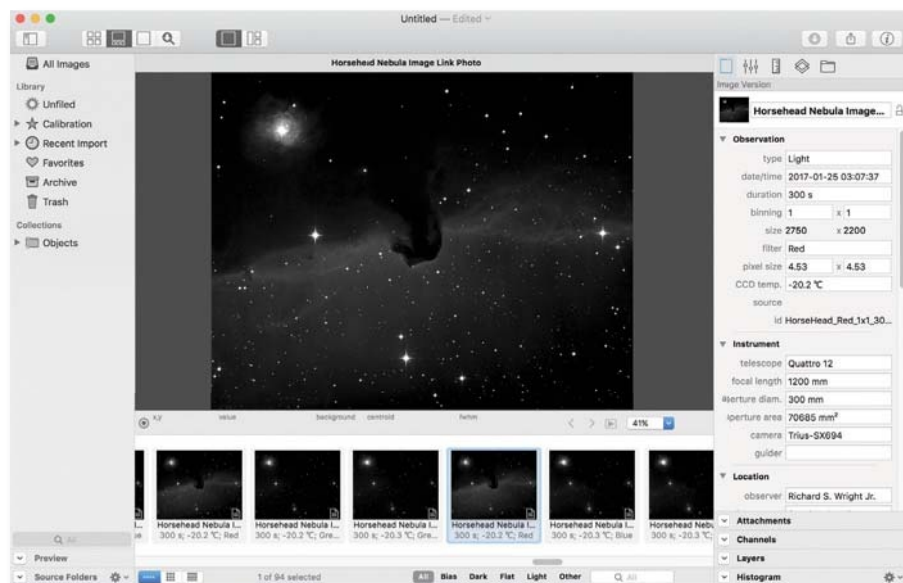 Untitled — Edited
All Images
Library
Unfiled
Calibration
Recent Import
Favorites
Archive
Trash
Collections
Objects
All
Preview
Source Folders
Horsehead Nebula Image Link Photo
x,y value background centroid fwhm
41%
Horsehead Nebula I...
300 s; -20.2 °C; Red
Horsehead Nebula I...
300 s; -20.2 °C; Gre...
Horsehead Nebula I...
300 s; -20.3 °C; Gre...
Horsehead Nebula I...
300 s; -20.2 °C; Red
Horsehead Nebula I...
300 s; -20.3 °C; Blue
Horsehead Nebula I...
300 s; -20.3 °C;
1 of 94 selected
All Bias Dark Flat Light Other
All
Image Version
Horsehead Nebula Image...
Observation
type Light
date/time 2017-01-25 03:07:37
duration 300 s
binning 1 x 1
size 2750 x 2200
filter Red
pixel size 4.53 x 4.53
CCD temp. -20.2 °C
source
id HorseHead_Red_1x1_30...
Instrument
telescope Quattro 12
focal length 1200 mm
aperture diam. 300 mm
aperture area 70685 mm²
camera Trius-SX694
guider
Location
observer Richard S. Wright Jr.
Attachments
Channels
Layers
Histogram